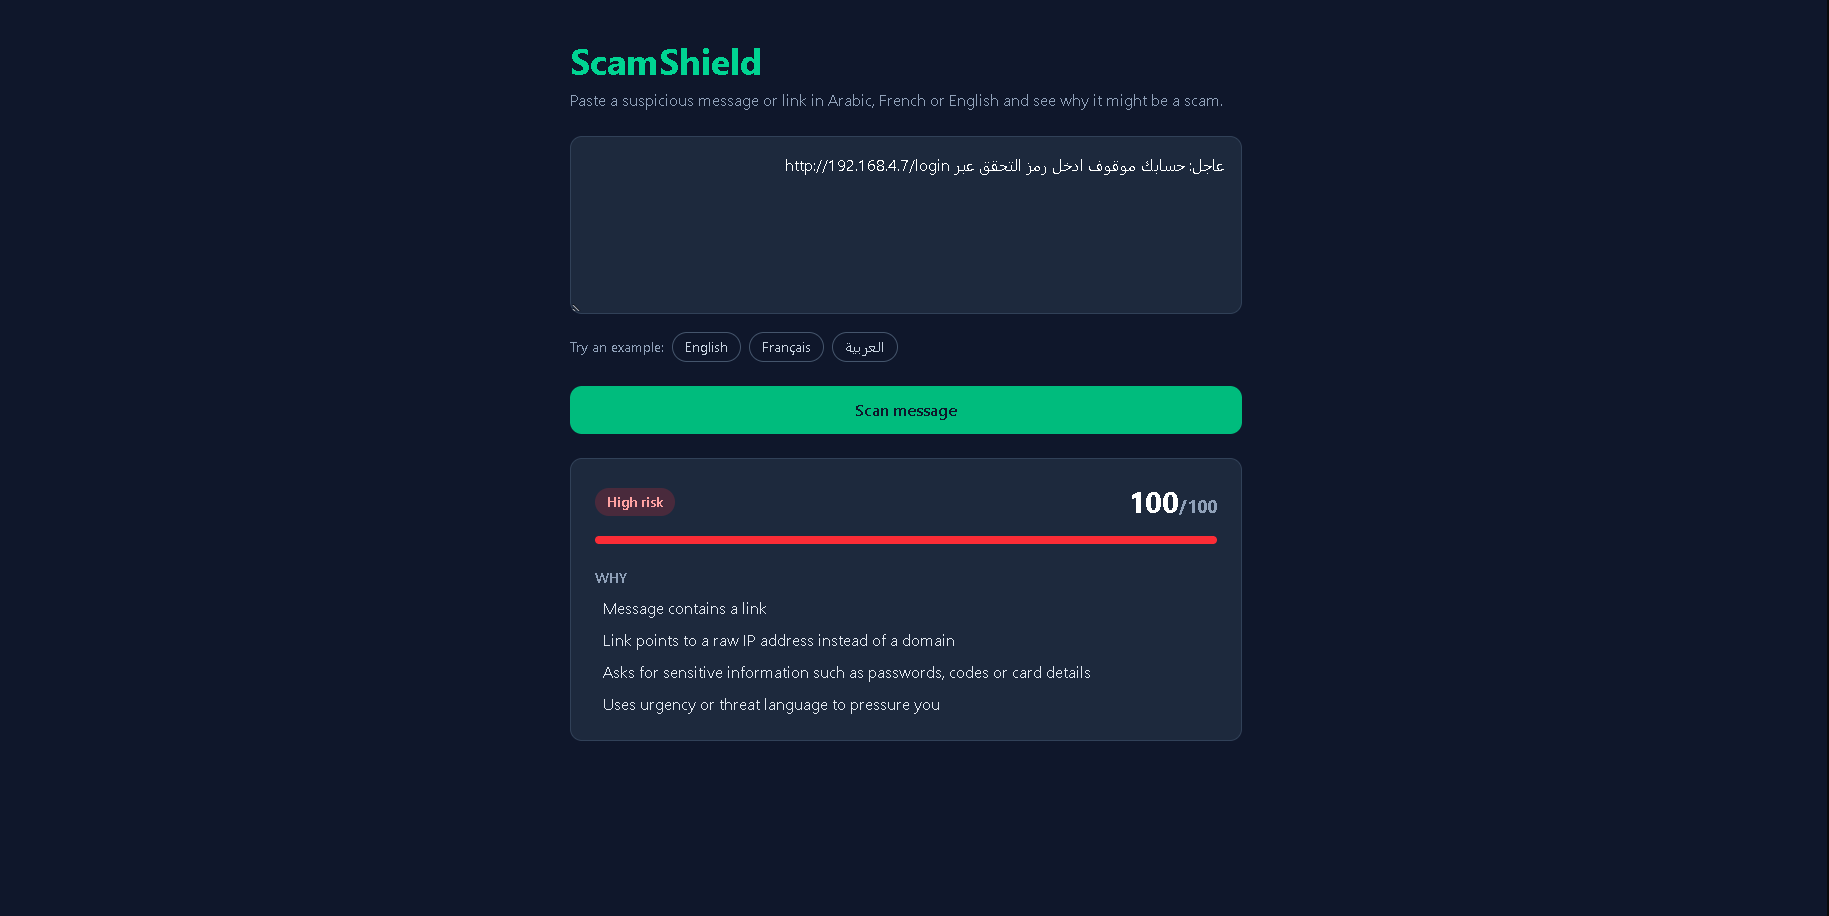 ScamShield
Paste a suspicious message or link in Arabic, French or English and see why it might be a scam.
عاجل: حسابك موقوف ادخل رمز التحقق عبر http://192.168.4.7/login
Try an example: English Français العربية
Scan message
High risk 100/100
WHY
Message contains a link
Link points to a raw IP address instead of a domain
Asks for sensitive information such as passwords, codes or card details
Uses urgency or threat language to pressure you